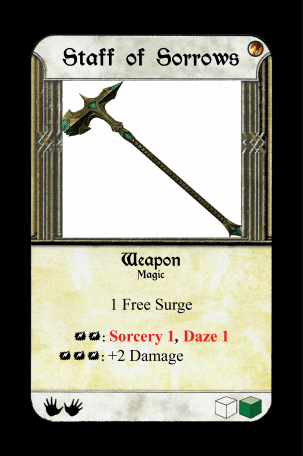 Staff of Sorrows
Weapon
Magic
1 Free Surge
: Sorcery 1, Daze 1
: +2 Damage